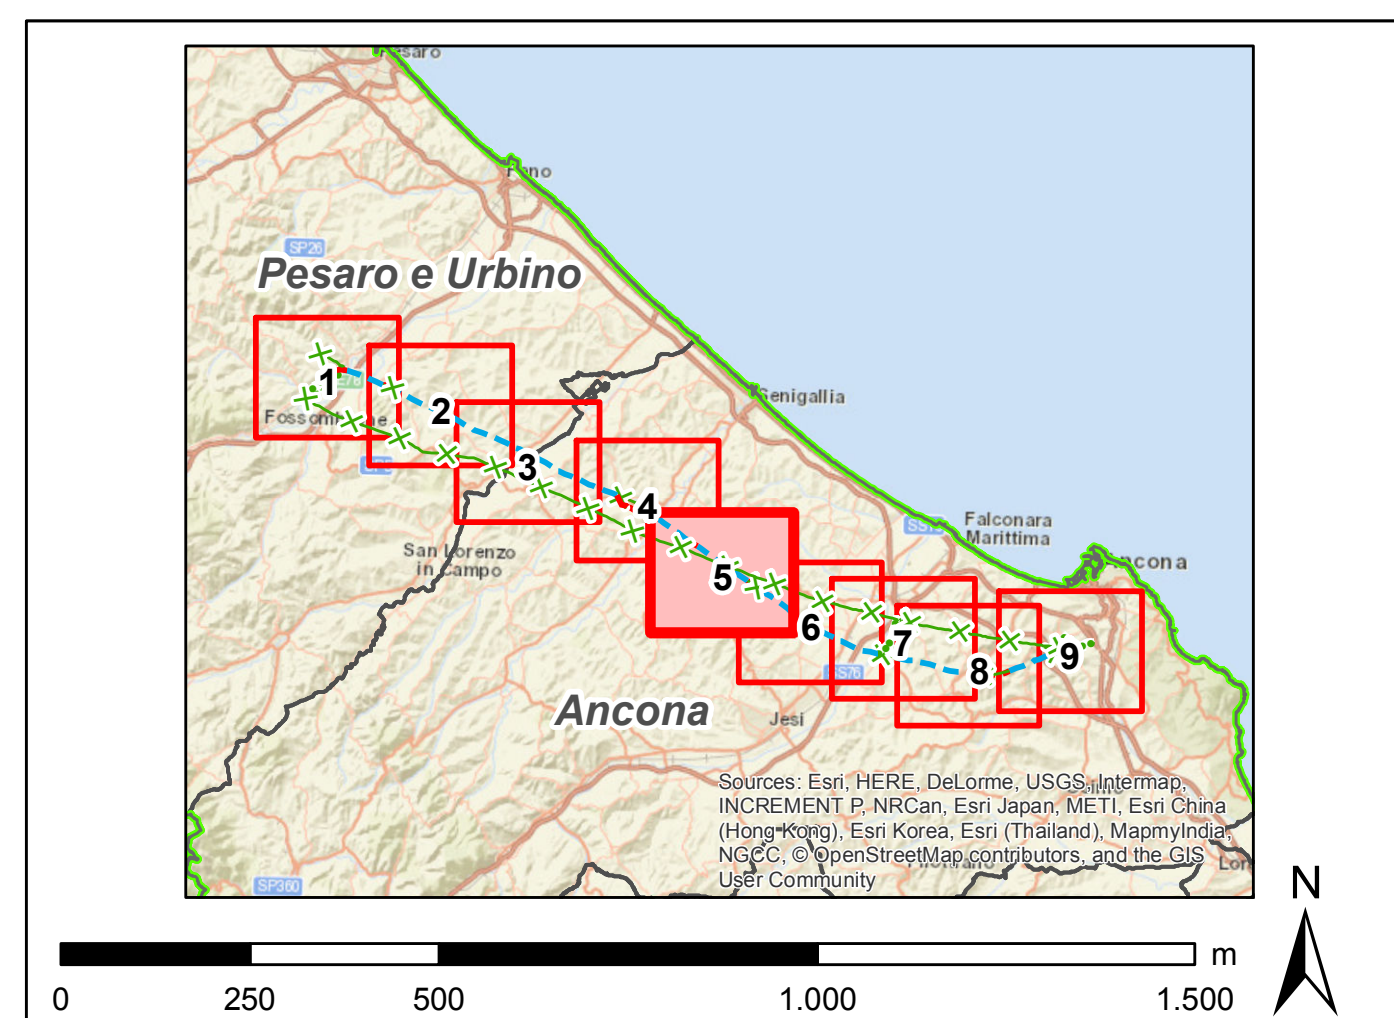 Pesaro
Fano
SP26
Pesaro e Urbino
1
2
Senigallia
3
4
Falconara
Marittima
San Lorenzo
in Campo
Ancona
5
6
7
8
9
SS76
Ancona
Jesi
Sources: Esri, HERE, DeLorme, USGS, Intermap,
INCREMENT P, NRCan, Esri Japan, METI, Esri China
(Hong Kong), Esri Korea, Esri (Thailand), MapmyIndia,
NGCC, © OpenStreetMap contributors, and the GIS
User Community
SP360
N
m
0 250 500 1.000 1.500